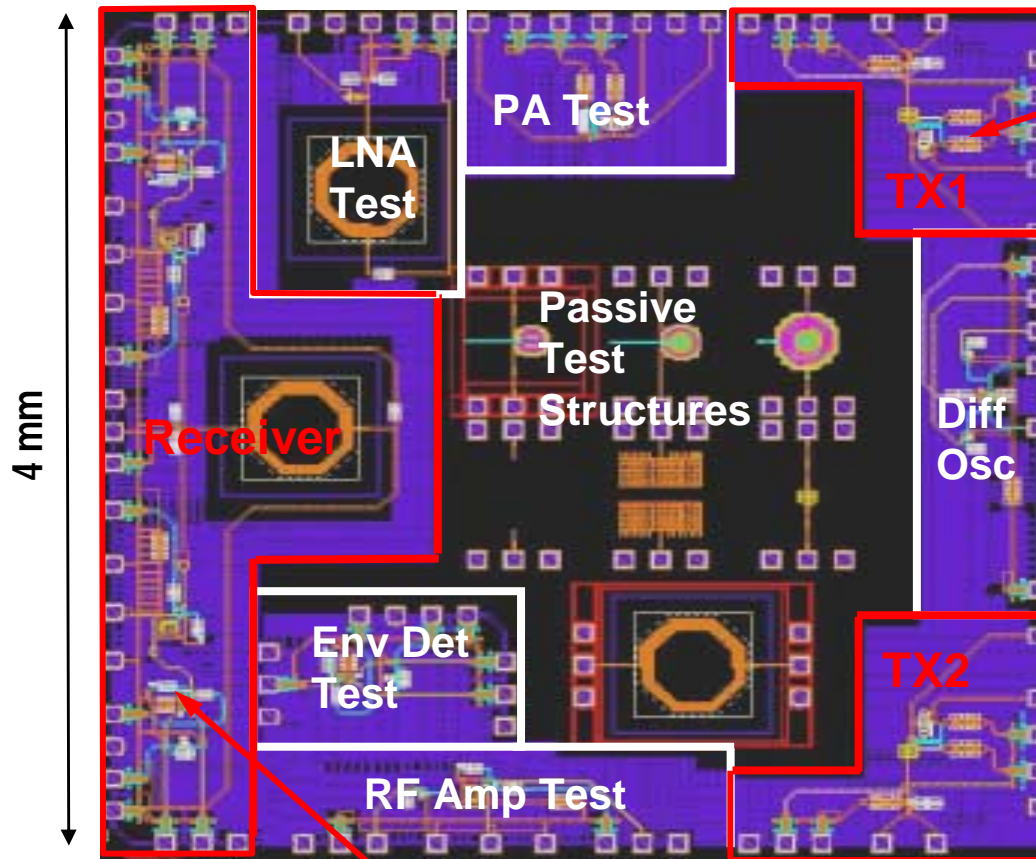 PA Test
LNA
Test
TX1
Passive
Test
Structures
4 mm
Receiver
Diff
Osc
Env Det
Test
TX2
RF Amp Test